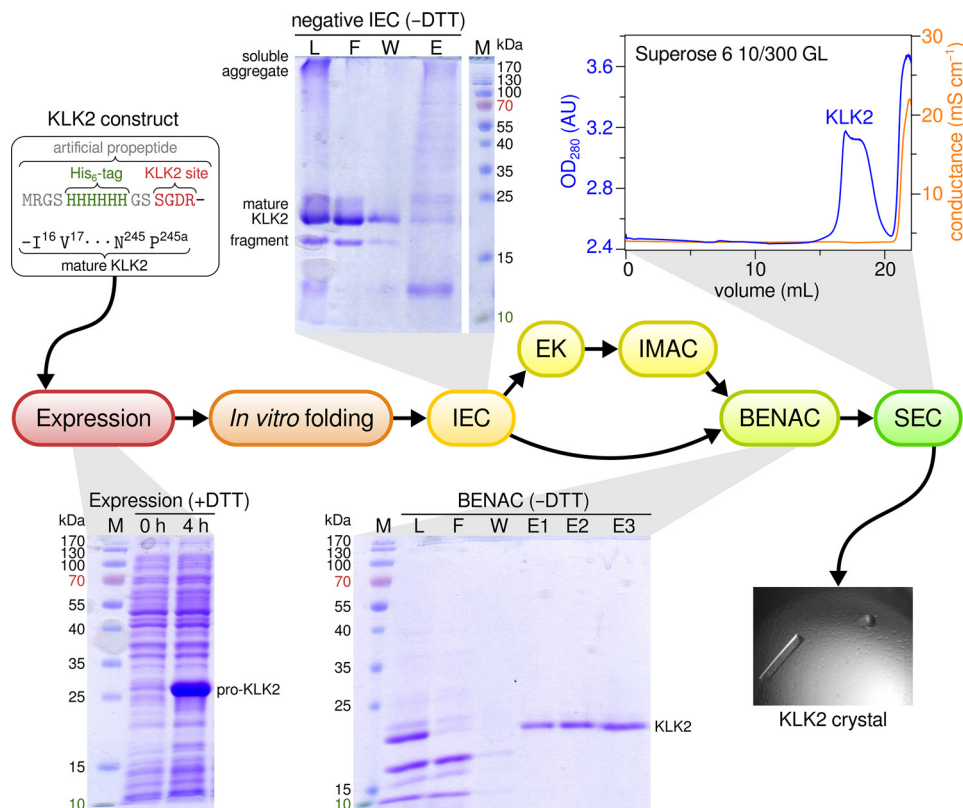 negative IEC (−DTT)
L F W E M kDa
soluble
aggregate
170
130
100
70
55
40
35
25
15
10
mature
KLK2
fragment
Superose 6 10/300 GL
KLK2
OD280 (AU)
3.6
3.2
2.8
2.4
0 10 20
volume (mL)
30
20
10
conductance (mS cm−1)
KLK2 construct
artificial propeptide
His6-tag KLK2 site
MRGSHHHHHHGSSGDR–
–I16 V17 · · · N245 P245a
mature KLK2
EK
IMAC
Expression
In vitro folding
IEC
BENAC
SEC
Expression (+DTT)
kDa M 0 h 4 h
170
130
100
70
55
40
35
25
15
10
pro-KLK2
BENAC (−DTT)
kDa M L F W E1 E2 E3
170
130
100
70
55
40
35
25
15
10
KLK2
KLK2 crystal